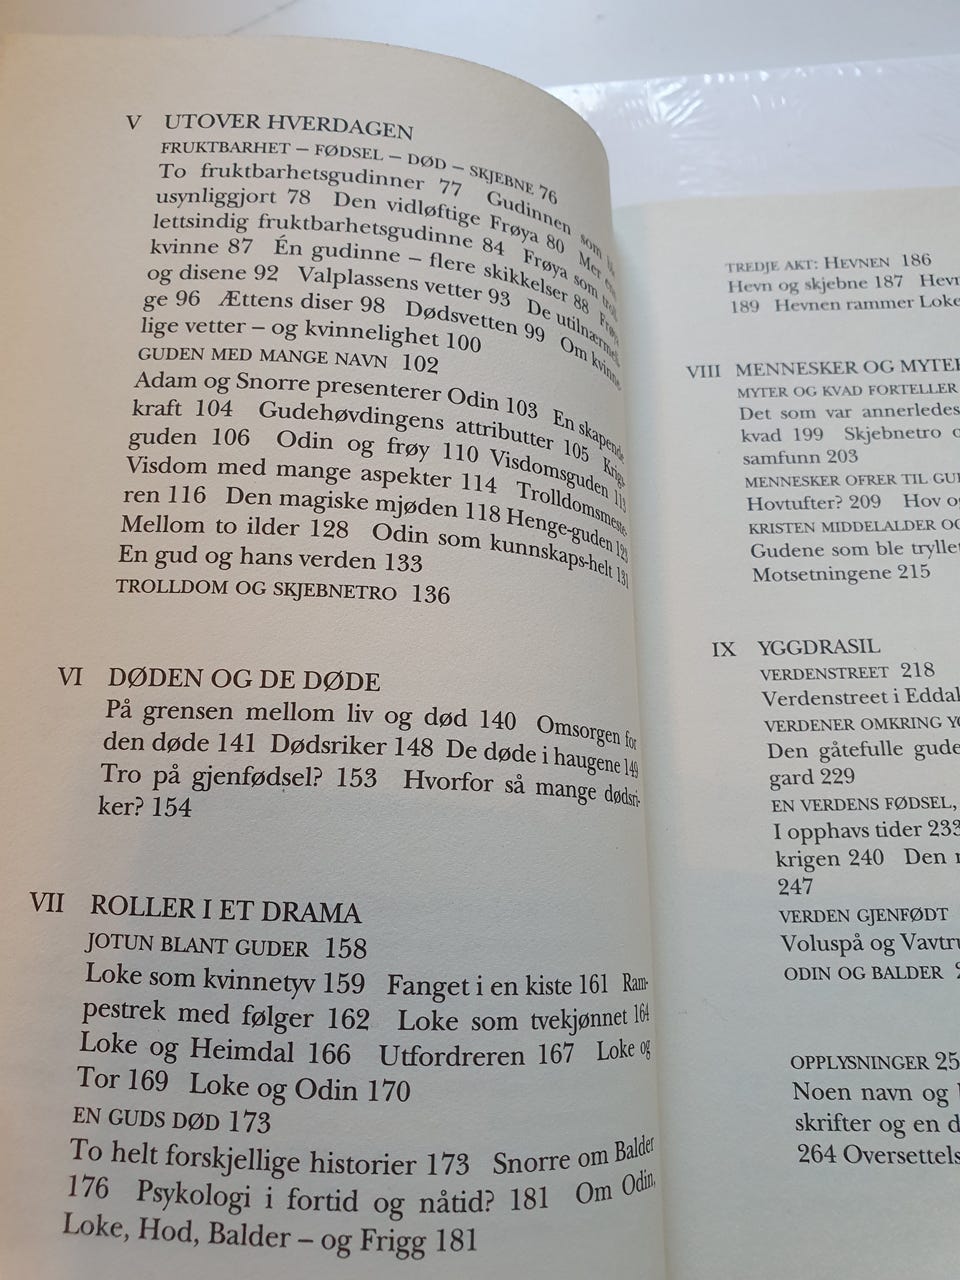 V UTOVER HVERDAGEN
FRUKTBARHET – FØDSEL – DØD – SKJEBNE 76
To fruktbarhetsgudinner 77 Gudinnen som
usynliggjort 78 Den vidløftige Frøya 80 Mer
lettsindig fruktbarhetsgudinne 84 Frøya som
kvinne 87 Én gudinne – flere skikkelser 88
og disene 92 Valplassens vetter 93 De utilnærmeli-
ge 96 Ættens diser 98 Dødsvetten 99 Om kvinne-
lige vetter – og kvinnelighet 100
GUDEN MED MANGE NAVN 102
Adam og Snorre presenterer Odin 103 En skapende
kraft 104 Gudehøvdingens attributter 105 Krigs-
guden 106 Odin og frøy 110 Visdomsguden 113
Visdom med mange aspekter 114 Trolldomsmeste-
ren 116 Den magiske mjøden 118 Henge-guden 123
Mellom to ilder 128 Odin som kunnskaps-helt 131
En gud og hans verden 133
TROLLDOM OG SKJEBNETRO 136
VI DØDEN OG DE DØDE
På grensen mellom liv og død 140 Omsorgen for
den døde 141 Dødsriker 148 De døde i haugene 149
Tro på gjenfødsel? 153 Hvorfor så mange dødsri-
ker? 154
VII ROLLER I ET DRAMA
JOTUN BLANT GUDER 158
Loke som kvinnetyv 159 Fanget i en kiste 161 Ram-
pestrek med følger 162 Loke som tvekjønnet 164
Loke og Heimdal 166 Utfordreren 167 Loke og
Tor 169 Loke og Odin 170
EN GUDS DØD 173
To helt forskjellige historier 173 Snorre om Balder
176 Psykologi i fortid og nåtid? 181 Om Odin,
Loke, Hod, Balder – og Frigg 181
TREDJE AKT: HEVNEN 186
Hevn og skjebne 187
189 Hevnen rammer Loke
VIII MENNESKER OG MYTER
MYTER OG KVAD FORTELLER
Det som var annerledes
kvad 199 Skjebnetro
samfunn 203
MENNESKER OFRER TIL
Hovtufter? 209 Hov
KRISTEN MIDDELALDER
Gudene som ble
Motsetningene 215
IX YGGDRASIL
VERDENSTREET 218
Verdenstreet i
VERDENER OMKRING
Den gåtefulle
gard 229
EN VERDENS FØDSEL,
I opphavs tider 233
krigen 240 Den
247
VERDEN GJENFØDT
Voluspå og
ODIN OG BALDER
OPPLYSNINGER
Noen navn og
skrifter og en
264